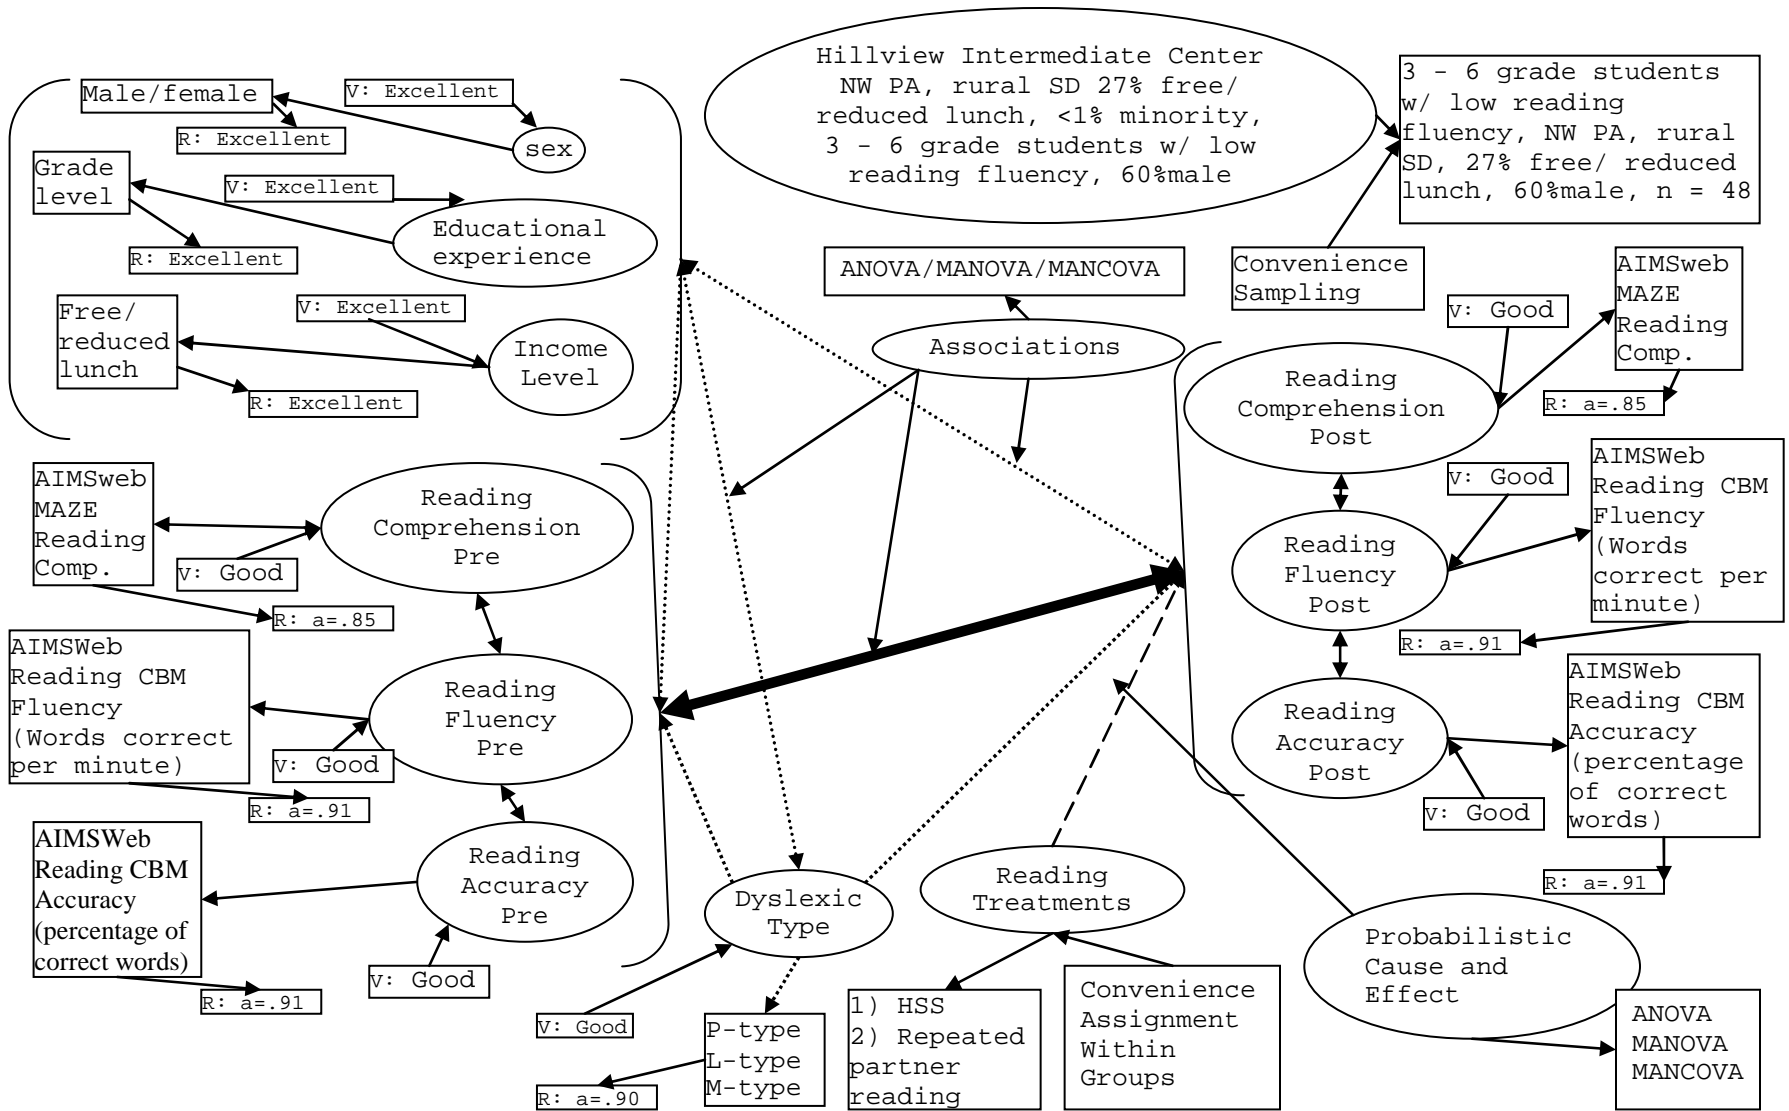 Hillview Intermediate Center
NW PA, rural SD 27% free/
reduced lunch, <1% minority,
3 - 6 grade students w/ low
reading fluency, 60%male
3 - 6 grade students
w/ low reading
fluency, NW PA, rural
SD, 27% free/ reduced
lunch, 60%male, n = 48
Convenience
Sampling
Male/female
V: Excellent
R: Excellent
sex
Grade
level
V: Excellent
Educational
experience
R: Excellent
Free/
reduced
lunch
V: Excellent
Income
Level
R: Excellent
ANOVA/MANOVA/MANCOVA
Associations
AIMSweb
MAZE
Reading
Comp.
V: Good
Reading
Comprehension
Post
R: a=.85
AIMSWeb
Reading CBM
Fluency
(Words
correct per
minute)
V: Good
Reading
Fluency
Post
R: a=.91
AIMSWeb
Reading CBM
Accuracy
(percentage
of correct
words)
Reading
Accuracy
Post
V: Good
R: a=.91
AIMSweb
MAZE
Reading
Comp.
Reading
Comprehension
Pre
V: Good
R: a=.85
AIMSWeb
Reading CBM
Fluency
(Words correct
per minute)
Reading
Fluency
Pre
V: Good
R: a=.91
AIMSWeb
Reading CBM
Accuracy
(percentage of
correct words)
Reading
Accuracy
Pre
V: Good
R: a=.91
Dyslexic
Type
V: Good
P-type
L-type
M-type
R: a=.90
Reading
Treatments
1) HSS
2) Repeated
partner
reading
Convenience
Assignment
Within
Groups
Probabilistic
Cause and
Effect
ANOVA
MANOVA
MANCOVA